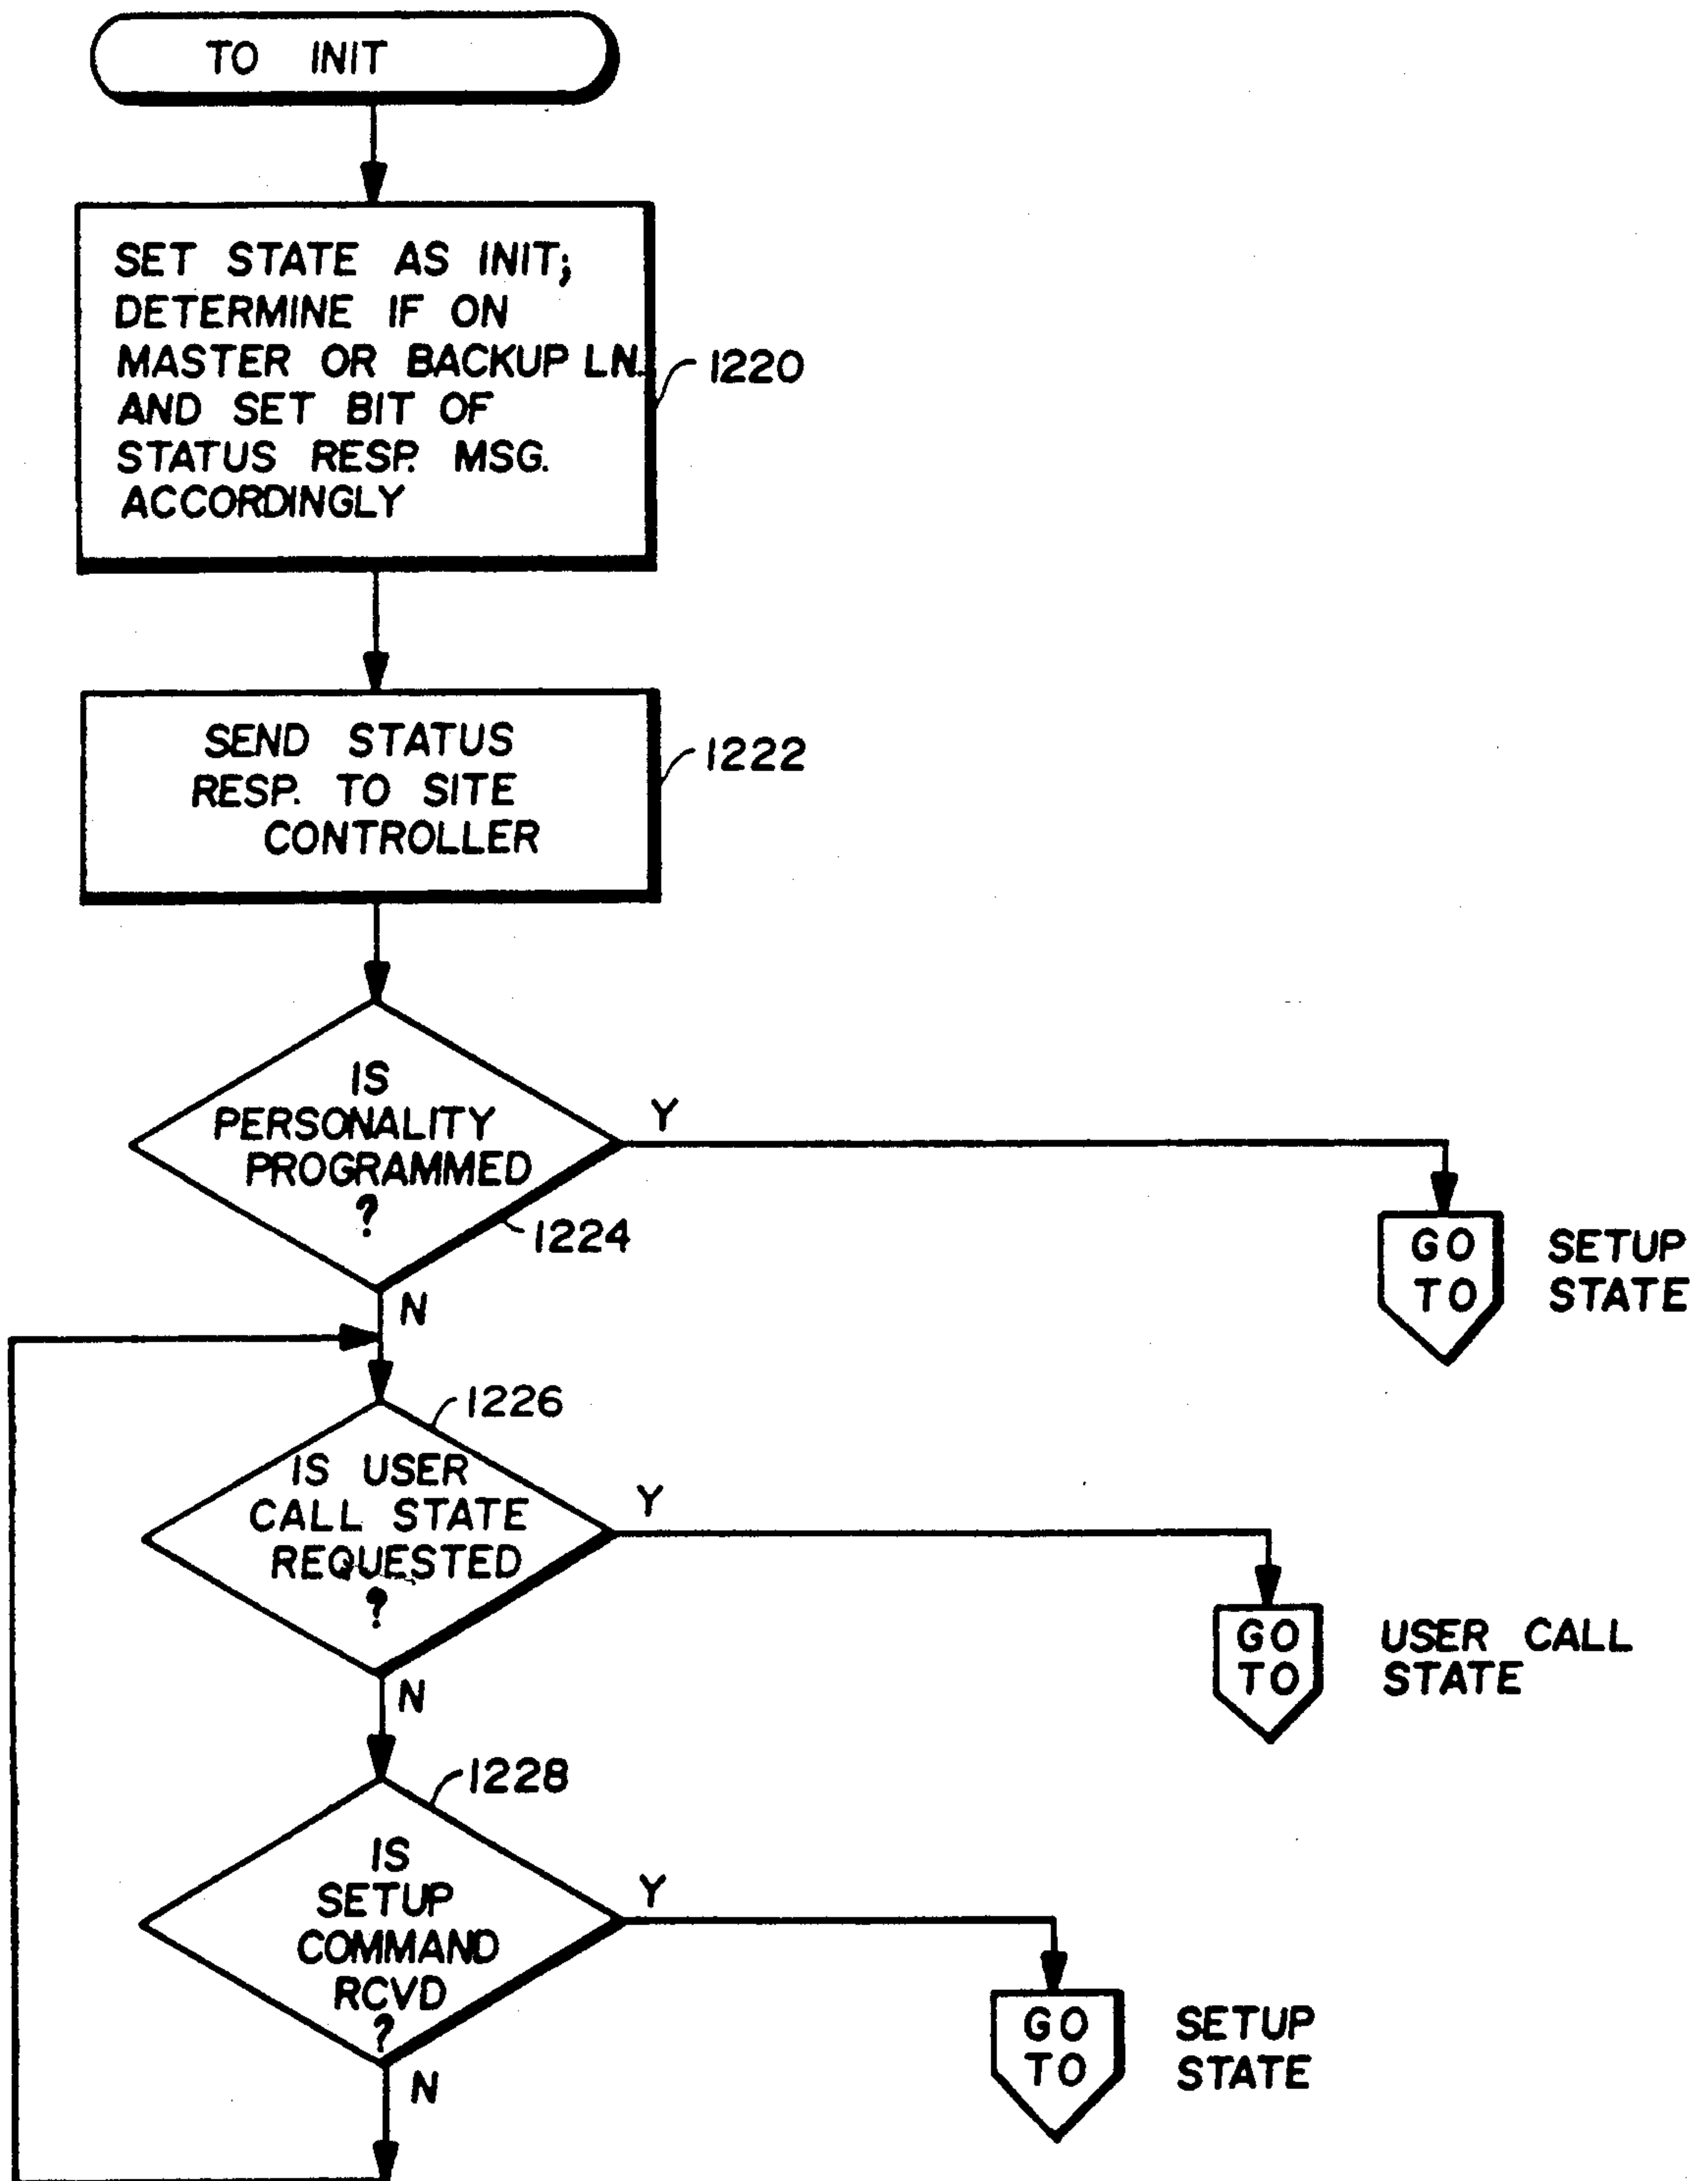 TO INIT
SET STATE AS INIT;
DETERMINE IF ON
MASTER OR BACKUP LN.
AND SET BIT OF
STATUS RESP. MSG.
ACCORDINGLY
1220
SEND STATUS
RESP. TO SITE
CONTROLLER
1222
IS
PERSONALITY
PROGRAMMED
?
1224
Y
GO
TO
SETUP
STATE
N
1226
IS USER
CALL STATE
REQUESTED
?
Y
GO
TO
USER CALL
STATE
N
1228
IS
SETUP
COMMAND
RCVD
?
Y
GO
TO
SETUP
STATE
N